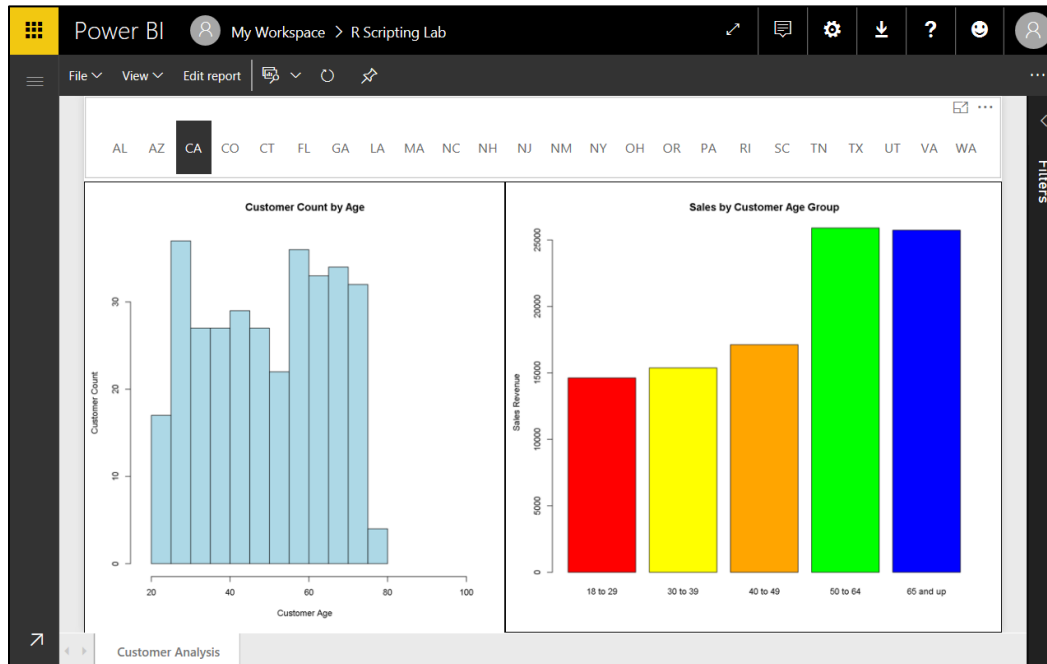 Power BI My Workspace > R Scripting Lab ?
File View Edit report
AL AZ CA CO CT FL GA LA MA NC NH NJ NM NY OH OR PA RI SC TN TX UT VA WA
Filters
Customer Count by Age
Customer Count
0
10
20
30
20 40 60 80 100
Customer Age
Sales by Customer Age Group
Sales Revenue
0
5000
10000
15000
20000
25000
18 to 29 30 to 39 40 to 49 50 to 64 65 and up
Customer Analysis